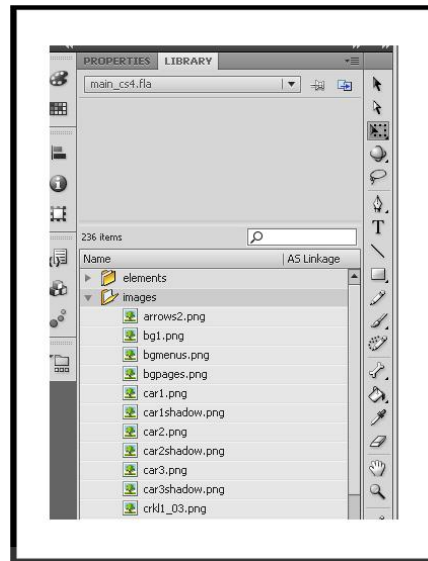 PROPERTIES LIBRARY
main_cs4.fla
236 items
Name AS Linkage
elements
images
arrows2.png
bg1.png
bgmenus.png
bgpages.png
car1.png
car1shadow.png
car2.png
car2shadow.png
car3.png
car3shadow.png
crkl1_03.png